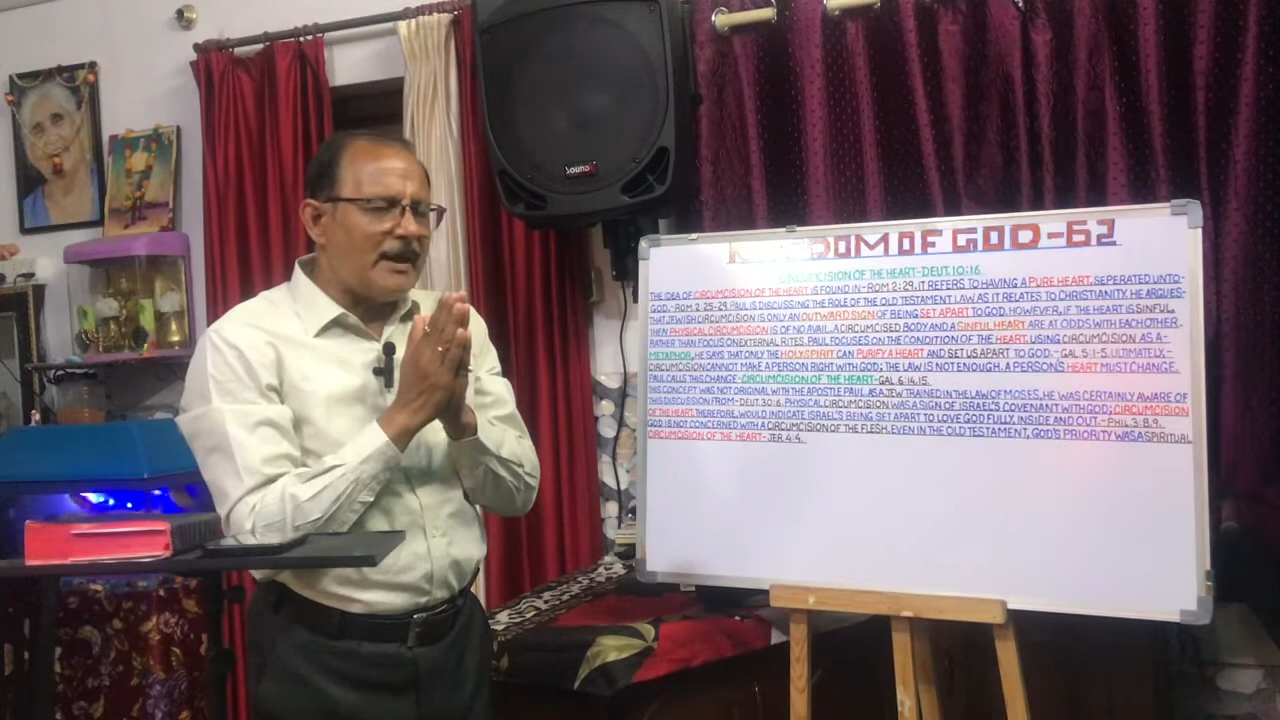 KINGDOM OF GOD-62
CIRCUMCISION OF THE HEART-DEUT.10:16
THE IDEA OF CIRCUMCISION OF THE HEART IS FOUND IN-ROM 2:29. IT REFERS TO HAVING A PURE HEART, SEPERATED UNTO-
GOD,-ROM.2:25-29. PAUL IS DISCUSSING THE ROLE OF THE OLD TESTAMENT LAW AS IT RELATES TO CHRISTIANITY. HE ARGUES-
THAT JEWISH CIRCUMCISION IS ONLY AN OUTWARD SIGN OF BEING SET APART TO GOD. HOWEVER, IF THE HEART IS SINFUL,
THEN PHYSICAL CIRCUMCISION IS OF NO AVAIL. A CIRCUMCISED BODY AND A SINFUL HEART ARE AT ODDS WITH EACH OTHER.
RATHER THAN FOCUS ON EXTERNAL RITES, PAUL FOCUSES ON THE CONDITION OF THE HEART. USING CIRCUMCISION AS A-
METAPHOR, HE SAYS THAT ONLY THE HOLY SPIRIT CAN PURIFY A HEART AND SET US APART TO GOD.-GAL.5:1-5. ULTIMATELY,-
CIRCUMCISION CANNOT MAKE A PERSON RIGHT WITH GOD; THE LAW IS NOT ENOUGH. A PERSON'S HEART MUST CHANGE.
PAUL CALLS THIS CHANGE-CIRCUMCISION OF THE HEART-GAL.6:14,15.
THIS CONCEPT WAS NOT ORIGINAL WITH THE APOSTLE PAUL. AS A JEW TRAINED IN THE LAW OF MOSES, HE WAS CERTAINLY AWARE OF
THIS DISCUSSION FROM-DEUT.30:6. PHYSICAL CIRCUMCISION WAS A SIGN OF ISRAEL'S COVENANT WITH GOD; CIRCUMCISION
OF THE HEART, THEREFORE, WOULD INDICATE ISRAEL'S BEING SET APART TO LOVE GOD FULLY, INSIDE AND OUT.-PHIL.3:8,9.
GOD IS NOT CONCERNED WITH A CIRCUMCISION OF THE FLESH. EVEN IN THE OLD TESTAMENT, GOD'S PRIORITY WAS A SPIRITUAL
CIRCUMCISION OF THE HEART-JER.4:4.